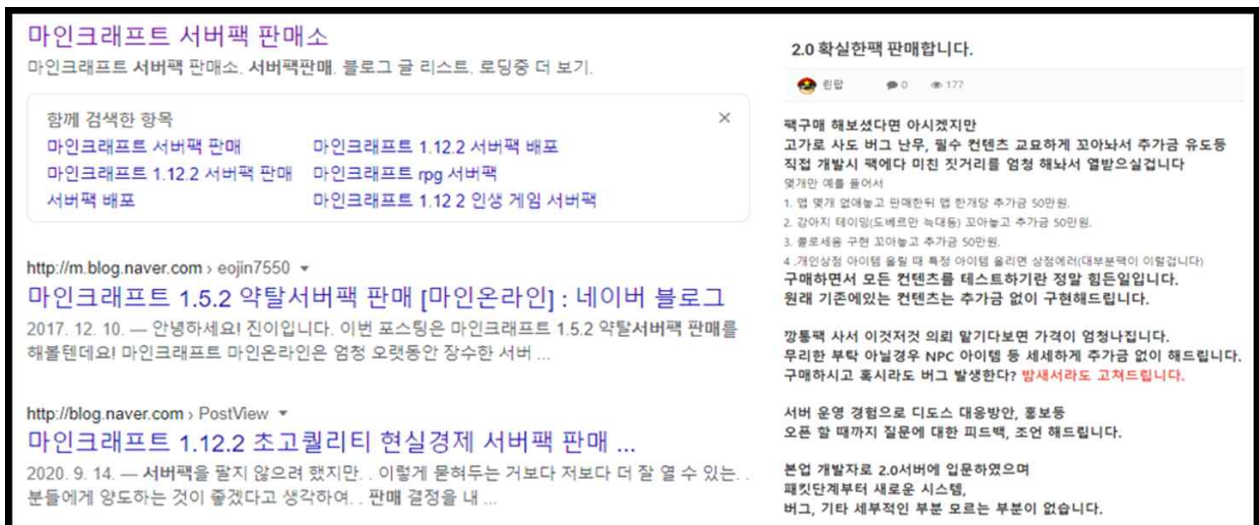 마인크래프트 서버팩 판매소
마인크래프트 서버팩 판매소. 서버팩판매. 블로그 글 리스트. 로딩중 더 보기.
함께 검색한 항목
마인크래프트 서버팩 판매
마인크래프트 1.12.2 서버팩 배포
마인크래프트 1.12.2 서버팩 판매
마인크래프트 rpg 서버팩
서버팩 배포
마인크래프트 1.12 2 인생 게임 서버팩
http://m.blog.naver.com › eojin7550
마인크래프트 1.5.2 약탈서버팩 판매 [마인온라인] : 네이버 블로그
2017. 12. 10. — 안녕하세요! 진이입니다. 이번 포스팅은 마인크래프트 1.5.2 약탈서버팩 판매를
해볼텐데요! 마인크래프트 마인온라인은 엄청 오랫동안 장수한 서버 ...
http://blog.naver.com › PostView
마인크래프트 1.12.2 초고퀄리티 현실경제 서버팩 판매 ...
2020. 9. 14. — 서버팩을 팔지 않으려 했지만. . 이렇게 묻혀두는 거보다 저보다 더 잘 열 수 있는. .
분들에게 양도하는 것이 좋겠다고 생각하여. . 판매 결정을 내 ...
2.0 확실한팩 판매합니다.
린팝 0 177
팩구매 해보셨다면 아시겠지만
고가로 사도 버그 난무, 필수 컨텐츠 교묘하게 꼬아놔서 추가금 유도등
직접 개발시 팩에다 미친 짓거리를 엄청 해놔서 열받으실겁니다
몇개만 예를 들어서
1. 맵 몇개 없애놓고 판매한뒤 맵 한개당 추가금 50만원.
2. 강아지 테이밍(도베르만 늑대등) 꼬아놓고 추가금 50만원.
3. 콜로세움 구현 꼬아놓고 추가금 50만원.
4 .개인상점 아이템 올릴 때 특정 아이템 올리면 상점에러(대부분팩이 이럴겁니다)
구매하면서 모든 컨텐츠를 테스트하기란 정말 힘든일입니다.
원래 기존에있는 컨텐츠는 추가금 없이 구현해드립니다.
깡통팩 사서 이것저것 의뢰 맡기다보면 가격이 엄청나집니다.
무리한 부탁 아닐경우 NPC 아이템 등 세세하게 추가금 없이 해드립니다.
구매하시고 혹시라도 버그 발생한다? 밤새서라도 고쳐드립니다.
서버 운영 경험으로 디도스 대응방안, 홍보등
오픈 할 때까지 질문에 대한 피드백, 조언 해드립니다.
본업 개발자로 2.0서버에 입문하였으며
패킷단계부터 새로운 시스템,
버그, 기타 세부적인 부분 모르는 부분이 없습니다.